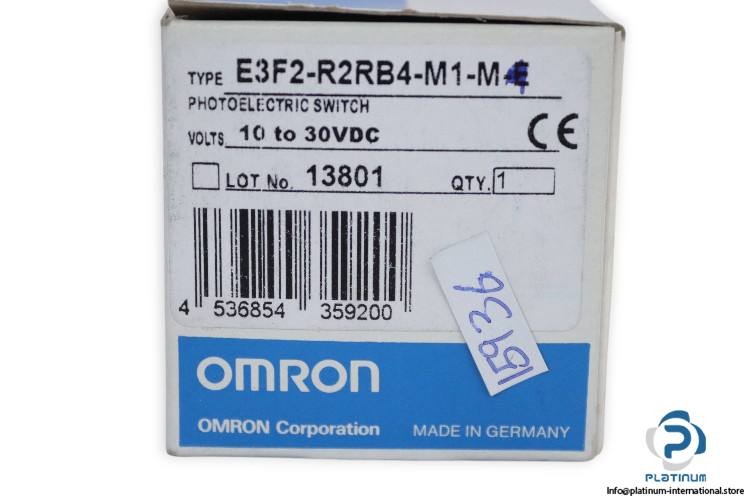 TYPE E3F2-R2RB4-M1-M-E
PHOTOELECTRIC SWITCH
VOLTS 10 to 30VDC
CE
LOT No. 13801 QTY. 1
4 536854 359200
15936
OMRON
OMRON Corporation MADE IN GERMANY
PLATINUM
Info@platinum-international.store